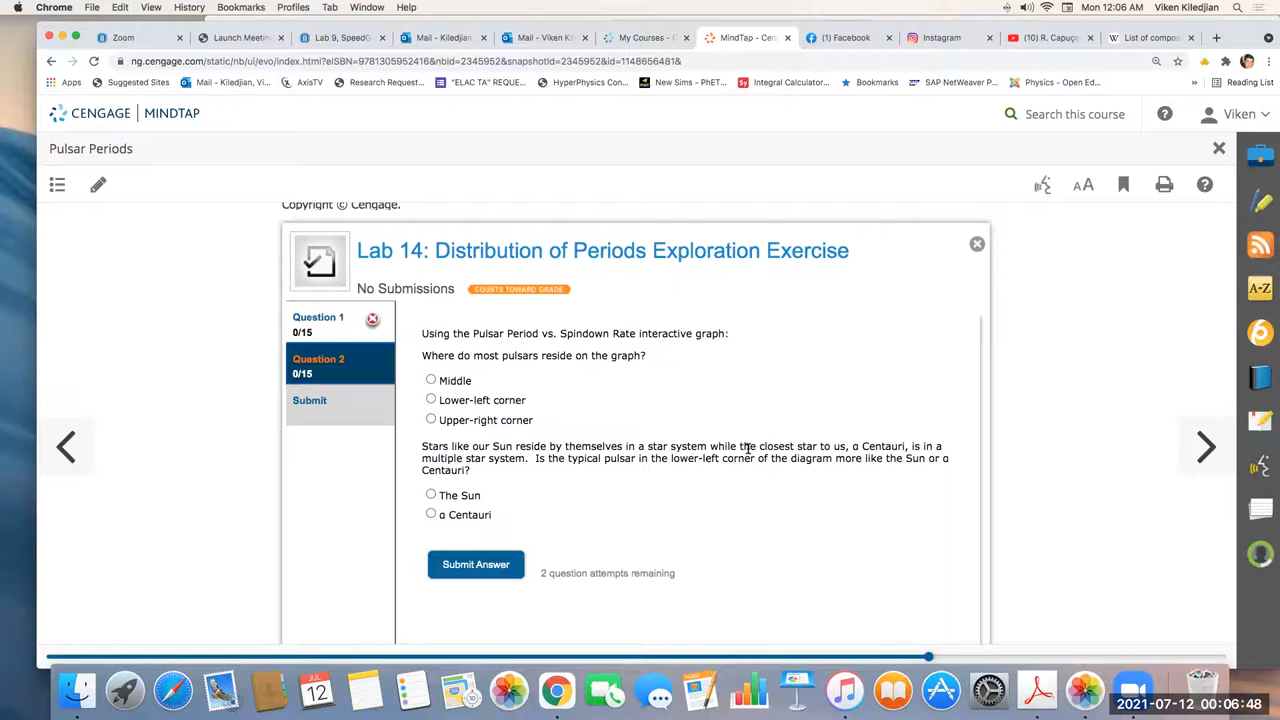 Chrome File Edit View History Bookmarks Profiles Tab Window Help Mon 12:06 AM Viken Kiledjian
Zoom Launch Meetin Lab 9, SpeedG Mail - Kiledjian, Mail - Viken Ki My Courses - C MindTap - Cen (1) Facebook Instagram (10) R. Capuço List of compos
ng.cengage.com/static/nb/ui/evo/index.html?eISBN=9781305952416&nbid=2345952&snapshotId=2345952&id=1148656481&
Apps Suggested Sites Mail - Kiledjian, Vi... AxisTV Research Request... "ELAC TA" REQUE... HyperPhysics Con... New Sims - PhET... Integral Calculator... Bookmarks SAP NetWeaver P... Physics - Open Ed... » Reading List
CENGAGE MINDTAP Search this course Viken
Pulsar Periods
AA
Copyright © Cengage.
Lab 14: Distribution of Periods Exploration Exercise
No Submissions COUNTS TOWARD GRADE
Question 1
0/15
Question 2
0/15
Submit
Using the Pulsar Period vs. Spindown Rate interactive graph:
Where do most pulsars reside on the graph?
Middle
Lower-left corner
Upper-right corner
Stars like our Sun reside by themselves in a star system while the closest star to us, α Centauri, is in a
multiple star system. Is the typical pulsar in the lower-left corner of the diagram more like the Sun or α
Centauri?
The Sun
α Centauri
Submit Answer 2 question attempts remaining
A-Z
JUL
12
2021-07-12 00:06:48